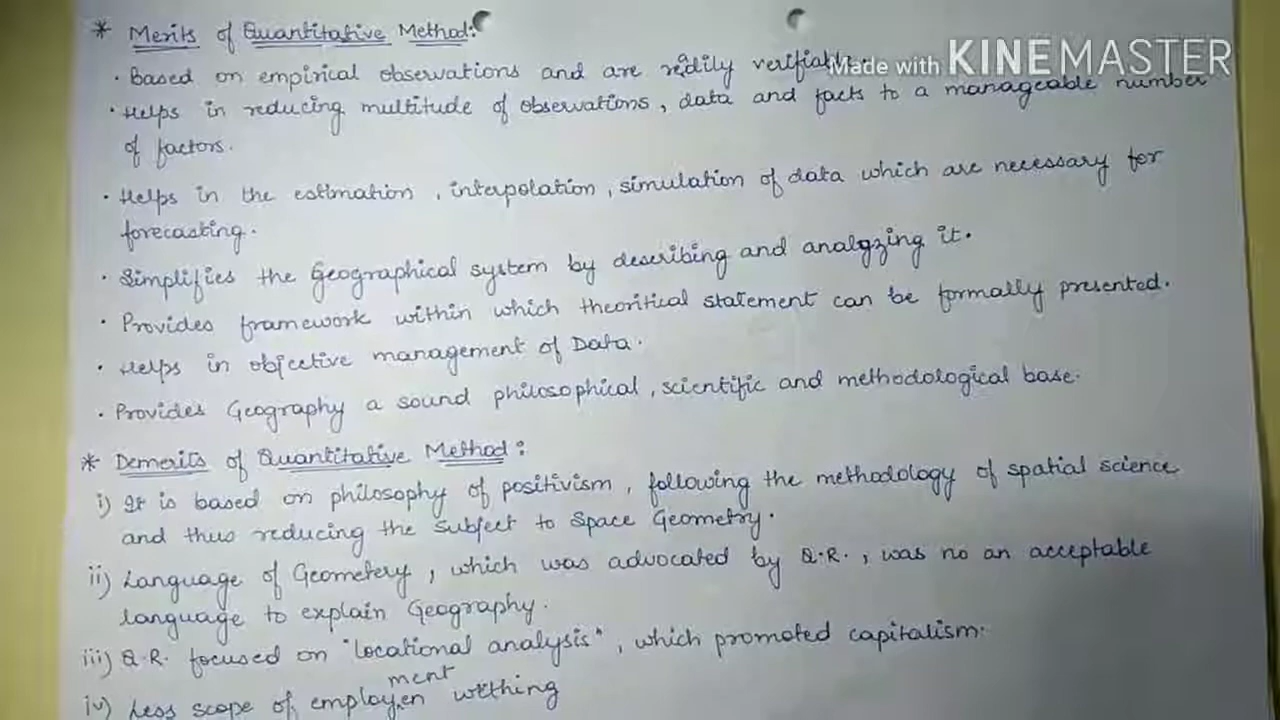 * Merits of Quantitative Method:
Made with KINEMASTER
· Based on empirical observations and are redily verifiable.
· Helps in reducing multitude of observations, data and facts to a manageable number
of factors.
· Helps in the estimation, interpolation, simulation of data which are necessary for
forecasting.
· Simplifies the Geographical system by describing and analyzing it.
· Provides framework within which theoritical statement can be formally presented.
· Helps in objective management of Data.
· Provides Geography a sound philosophical, scientific and methodological base.
* Demerits of Quantitative Method:
i) It is based on philosophy of positivism, following the methodology of spatial science
and thus reducing the subject to Space Geometry.
ii) Language of Geometery, which was advocated by Q.R., was no an acceptable
language to explain Geography.
iii) Q.R. focused on "locational analysis", which promoted capitalism.
ment
iv) Less scope of employen